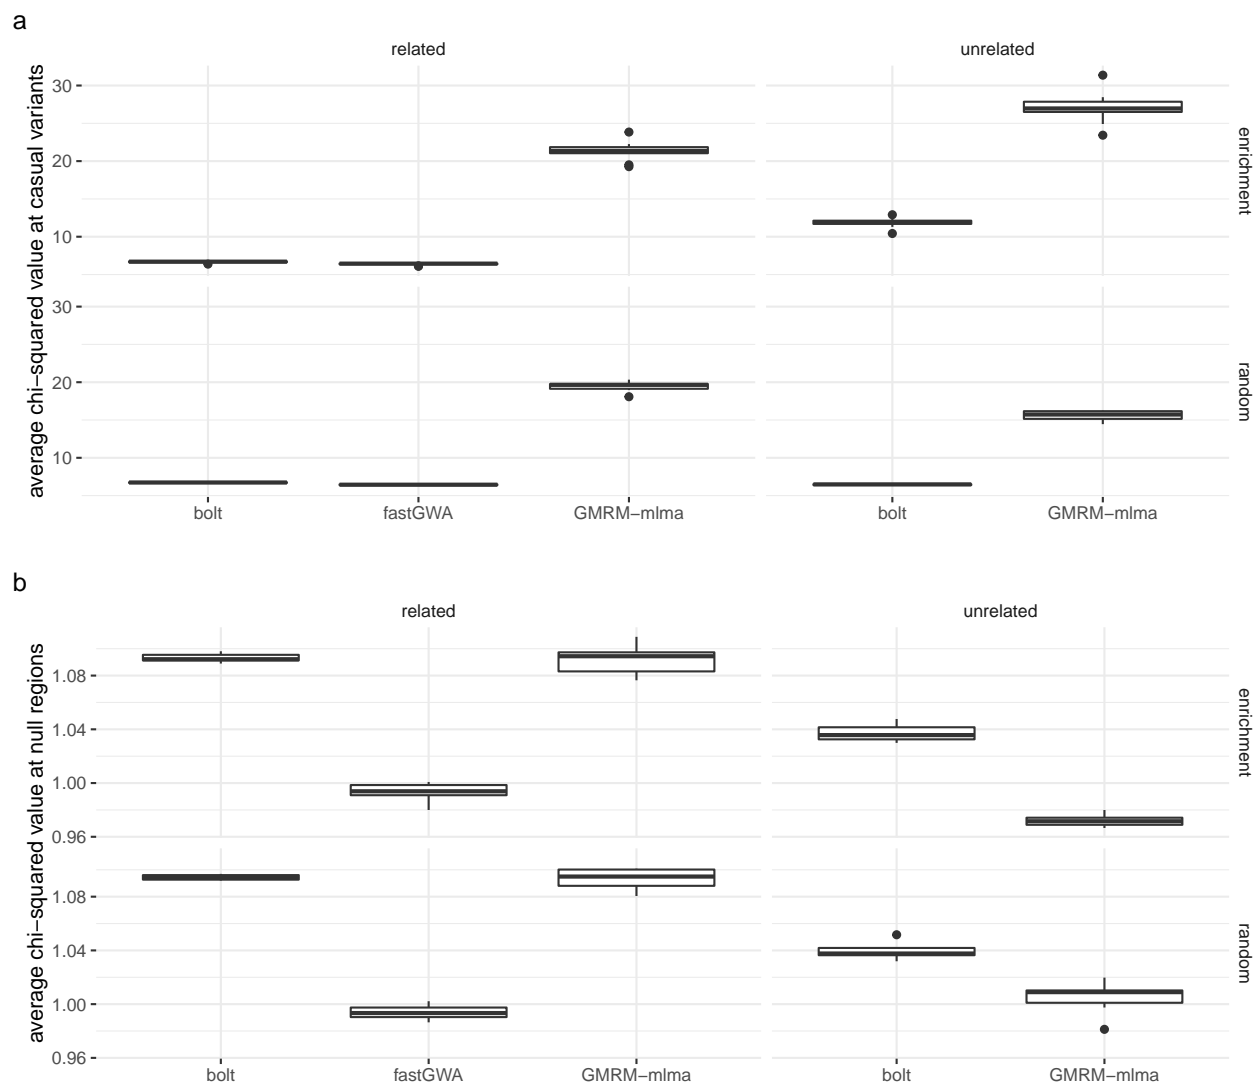 a
related
unrelated
average chi−squared value at casual variants
30
20
10
enrichment
30
20
10
random
bolt
fastGWA
GMRM−mlma
bolt
GMRM−mlma
b
related
unrelated
average chi−squared value at null regions
1.08
1.04
1.00
0.96
enrichment
1.08
1.04
1.00
0.96
random
bolt
fastGWA
GMRM−mlma
bolt
GMRM−mlma